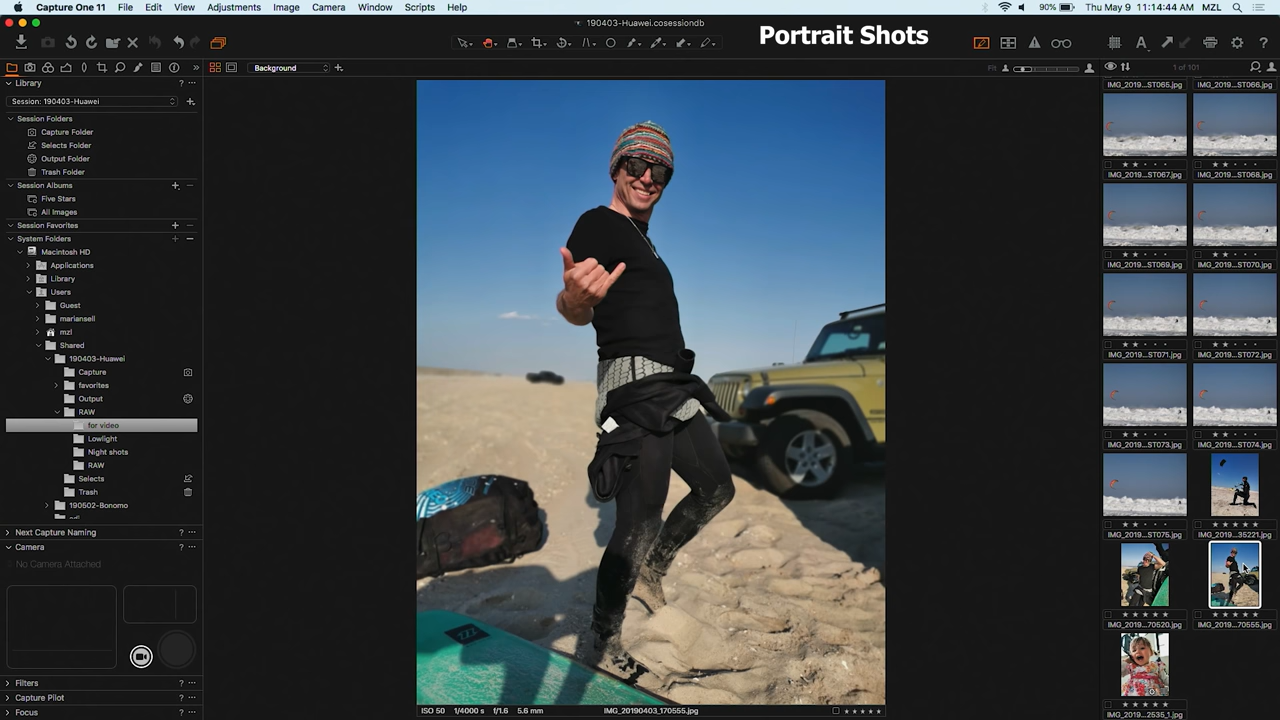 Capture One 11 File Edit View Adjustments Image Camera Window Scripts Help 90% Thu May 9 11:14:44 AM MZL
190403-Huawei.cosessiondb
Portrait Shots
Background
Fit
1 of 101
Library
Session: 190403-Huawei
Session Folders
Capture Folder
Selects Folder
Output Folder
Trash Folder
Session Albums
Five Stars
All Images
Session Favorites
System Folders
Macintosh HD
Applications
Library
Users
Guest
mariansell
mzl
Shared
190403-Huawei
Capture
favorites
Output
RAW
for video
Lowlight
Night shots
RAW
Selects
Trash
190502-Bonomo
Next Capture Naming
Camera
No Camera Attached
Filters
Capture Pilot
Focus
ISO 50 1/4000 s f/1.6 5.6 mm IMG_20190403_170555.jpg
IMG_2019...ST065.jpg IMG_2019...ST066.jpg
IMG_2019...ST067.jpg IMG_2019...ST068.jpg
IMG_2019...ST069.jpg IMG_2019...ST070.jpg
IMG_2019...ST071.jpg IMG_2019...ST072.jpg
IMG_2019...ST073.jpg IMG_2019...ST074.jpg
IMG_2019...ST075.jpg IMG_2019...35221.jpg
IMG_2019...70520.jpg IMG_2019...70555.jpg
IMG_2019...2535_1.jpg